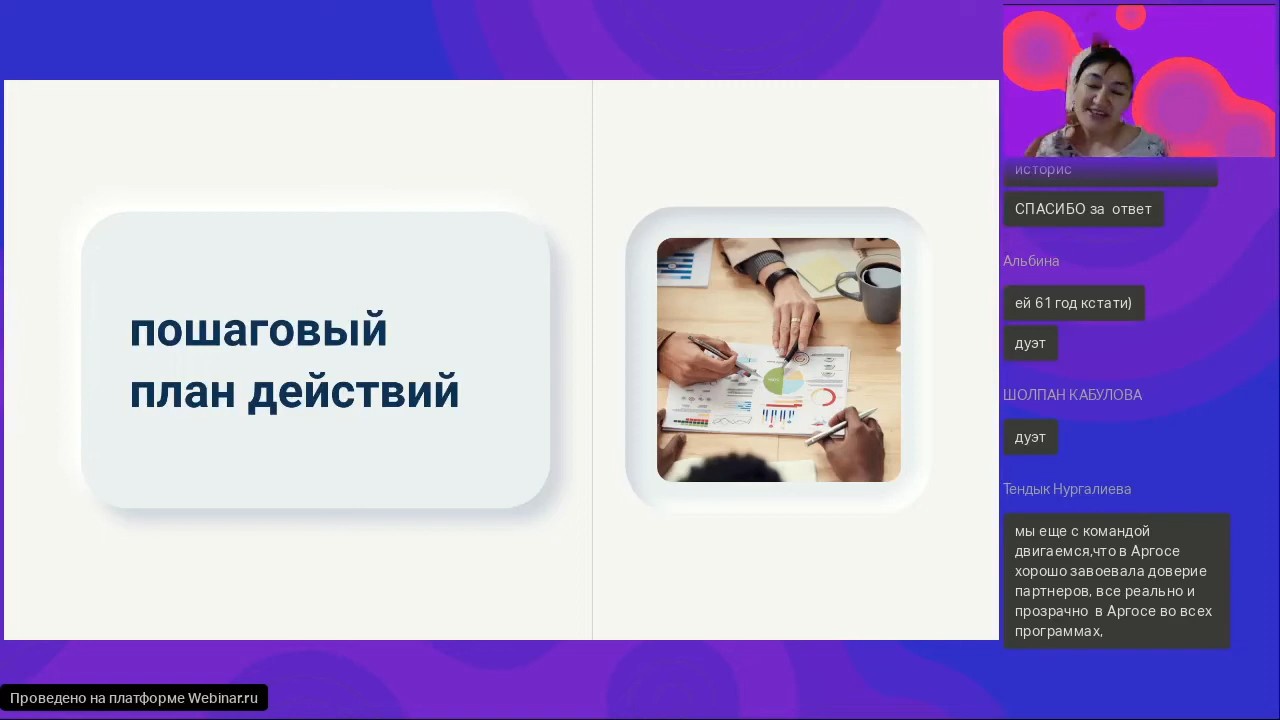 пошаговый
план действий
историс
СПАСИБО за ответ
Альбина
ей 61 год кстати)
дуэт
ШОЛПАН КАБУЛОВА
дуэт
Тендык Нургалиева
мы еще с командой
двигаемся,что в Аргосе
хорошо завоевала доверие
партнеров, все реально и
прозрачно в Аргосе во всех
программах,
Проведено на платформе Webinar.ru